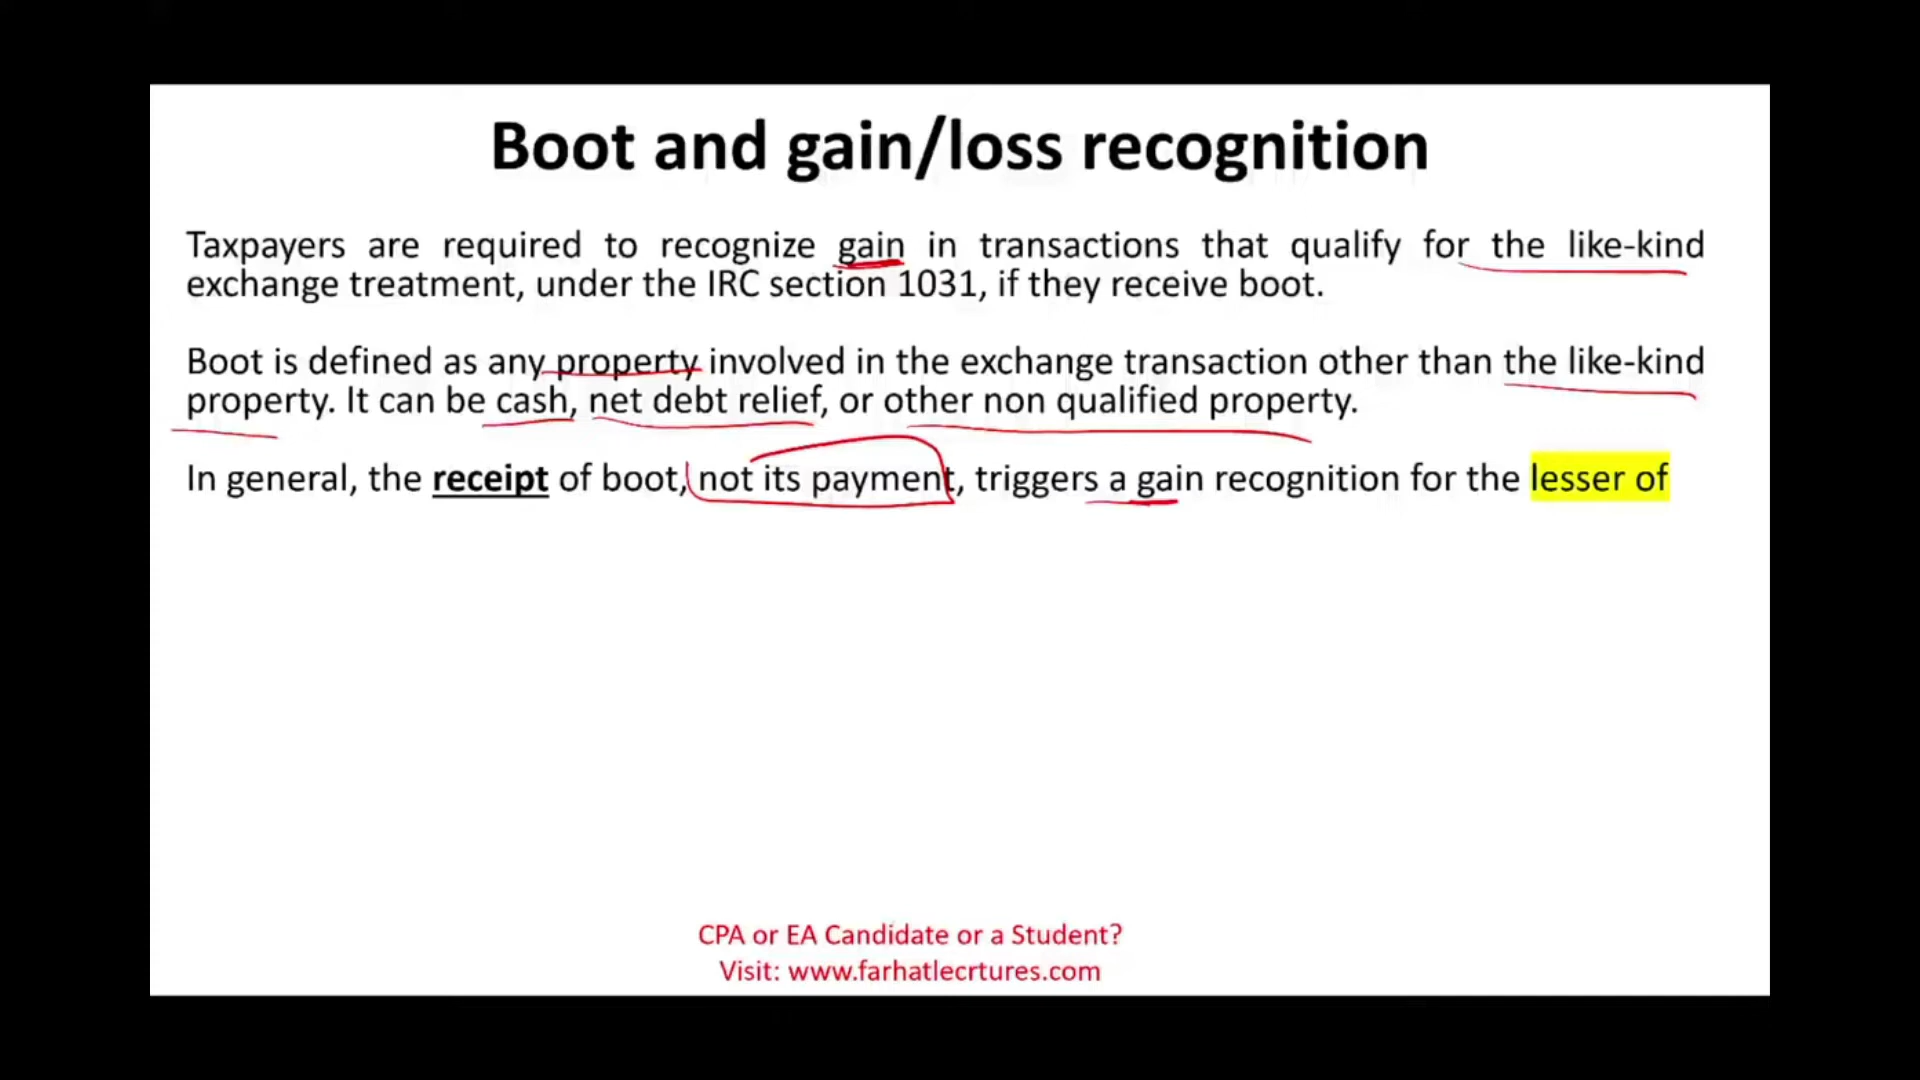 Boot and gain/loss recognition
Taxpayers are required to recognize gain in transactions that qualify for the like-kind
exchange treatment, under the IRC section 1031, if they receive boot.
Boot is defined as any property involved in the exchange transaction other than the like-kind
property. It can be cash, net debt relief, or other non qualified property.
In general, the receipt of boot, not its payment, triggers a gain recognition for the lesser of
CPA or EA Candidate or a Student?
Visit: www.farhatlecrtures.com